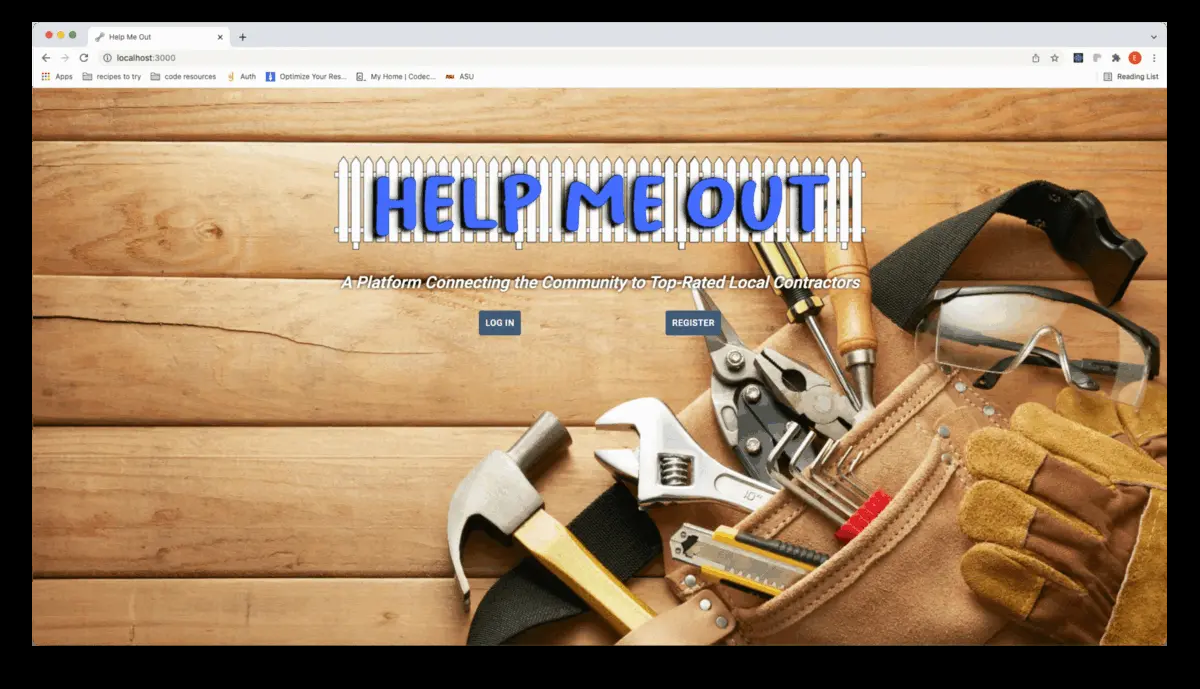 Help Me Out
localhost:3000
E
Apps recipes to try code resources Auth Optimize Your Res... My Home | Codec... ASU Reading List
HELP ME OUT
A Platform Connecting the Community to Top-Rated Local Contractors
LOG IN REGISTER